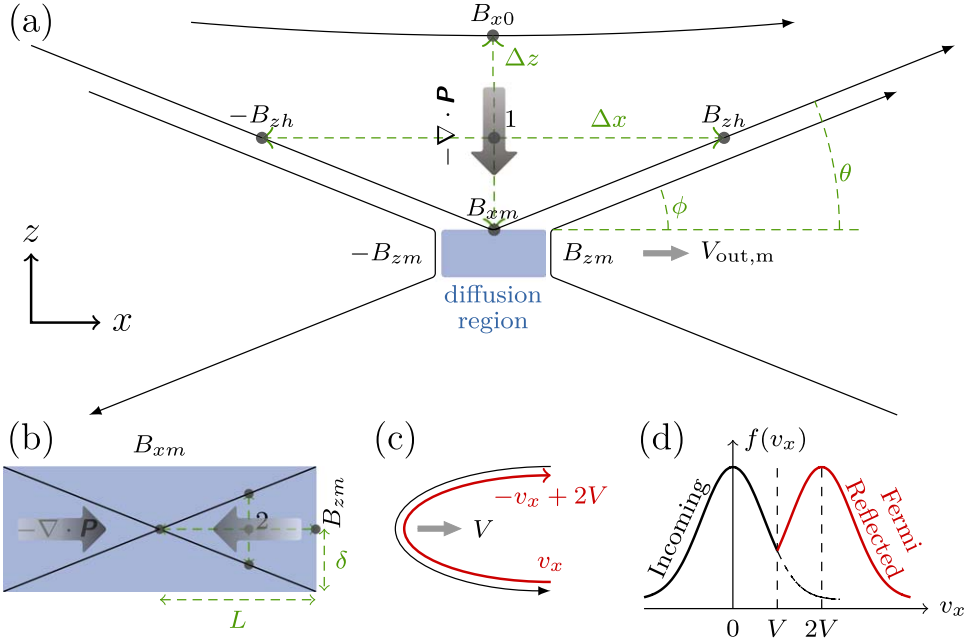 (a)
B_{x0}
Δz
−∇ · P
1
−B_{zh}
Δx
B_{zh}
θ
B_{xm}
ϕ
z
−B_{zm}
B_{zm}
V_{out,m}
x
diffusion
region
(b)
B_{xm}
(c)
(d)
f(v_x)
−∇ · P
2
B_{zm}
δ
L
−v_x + 2V
V
v_x
Incoming
Fermi
Reflected
0
V
2V
v_x